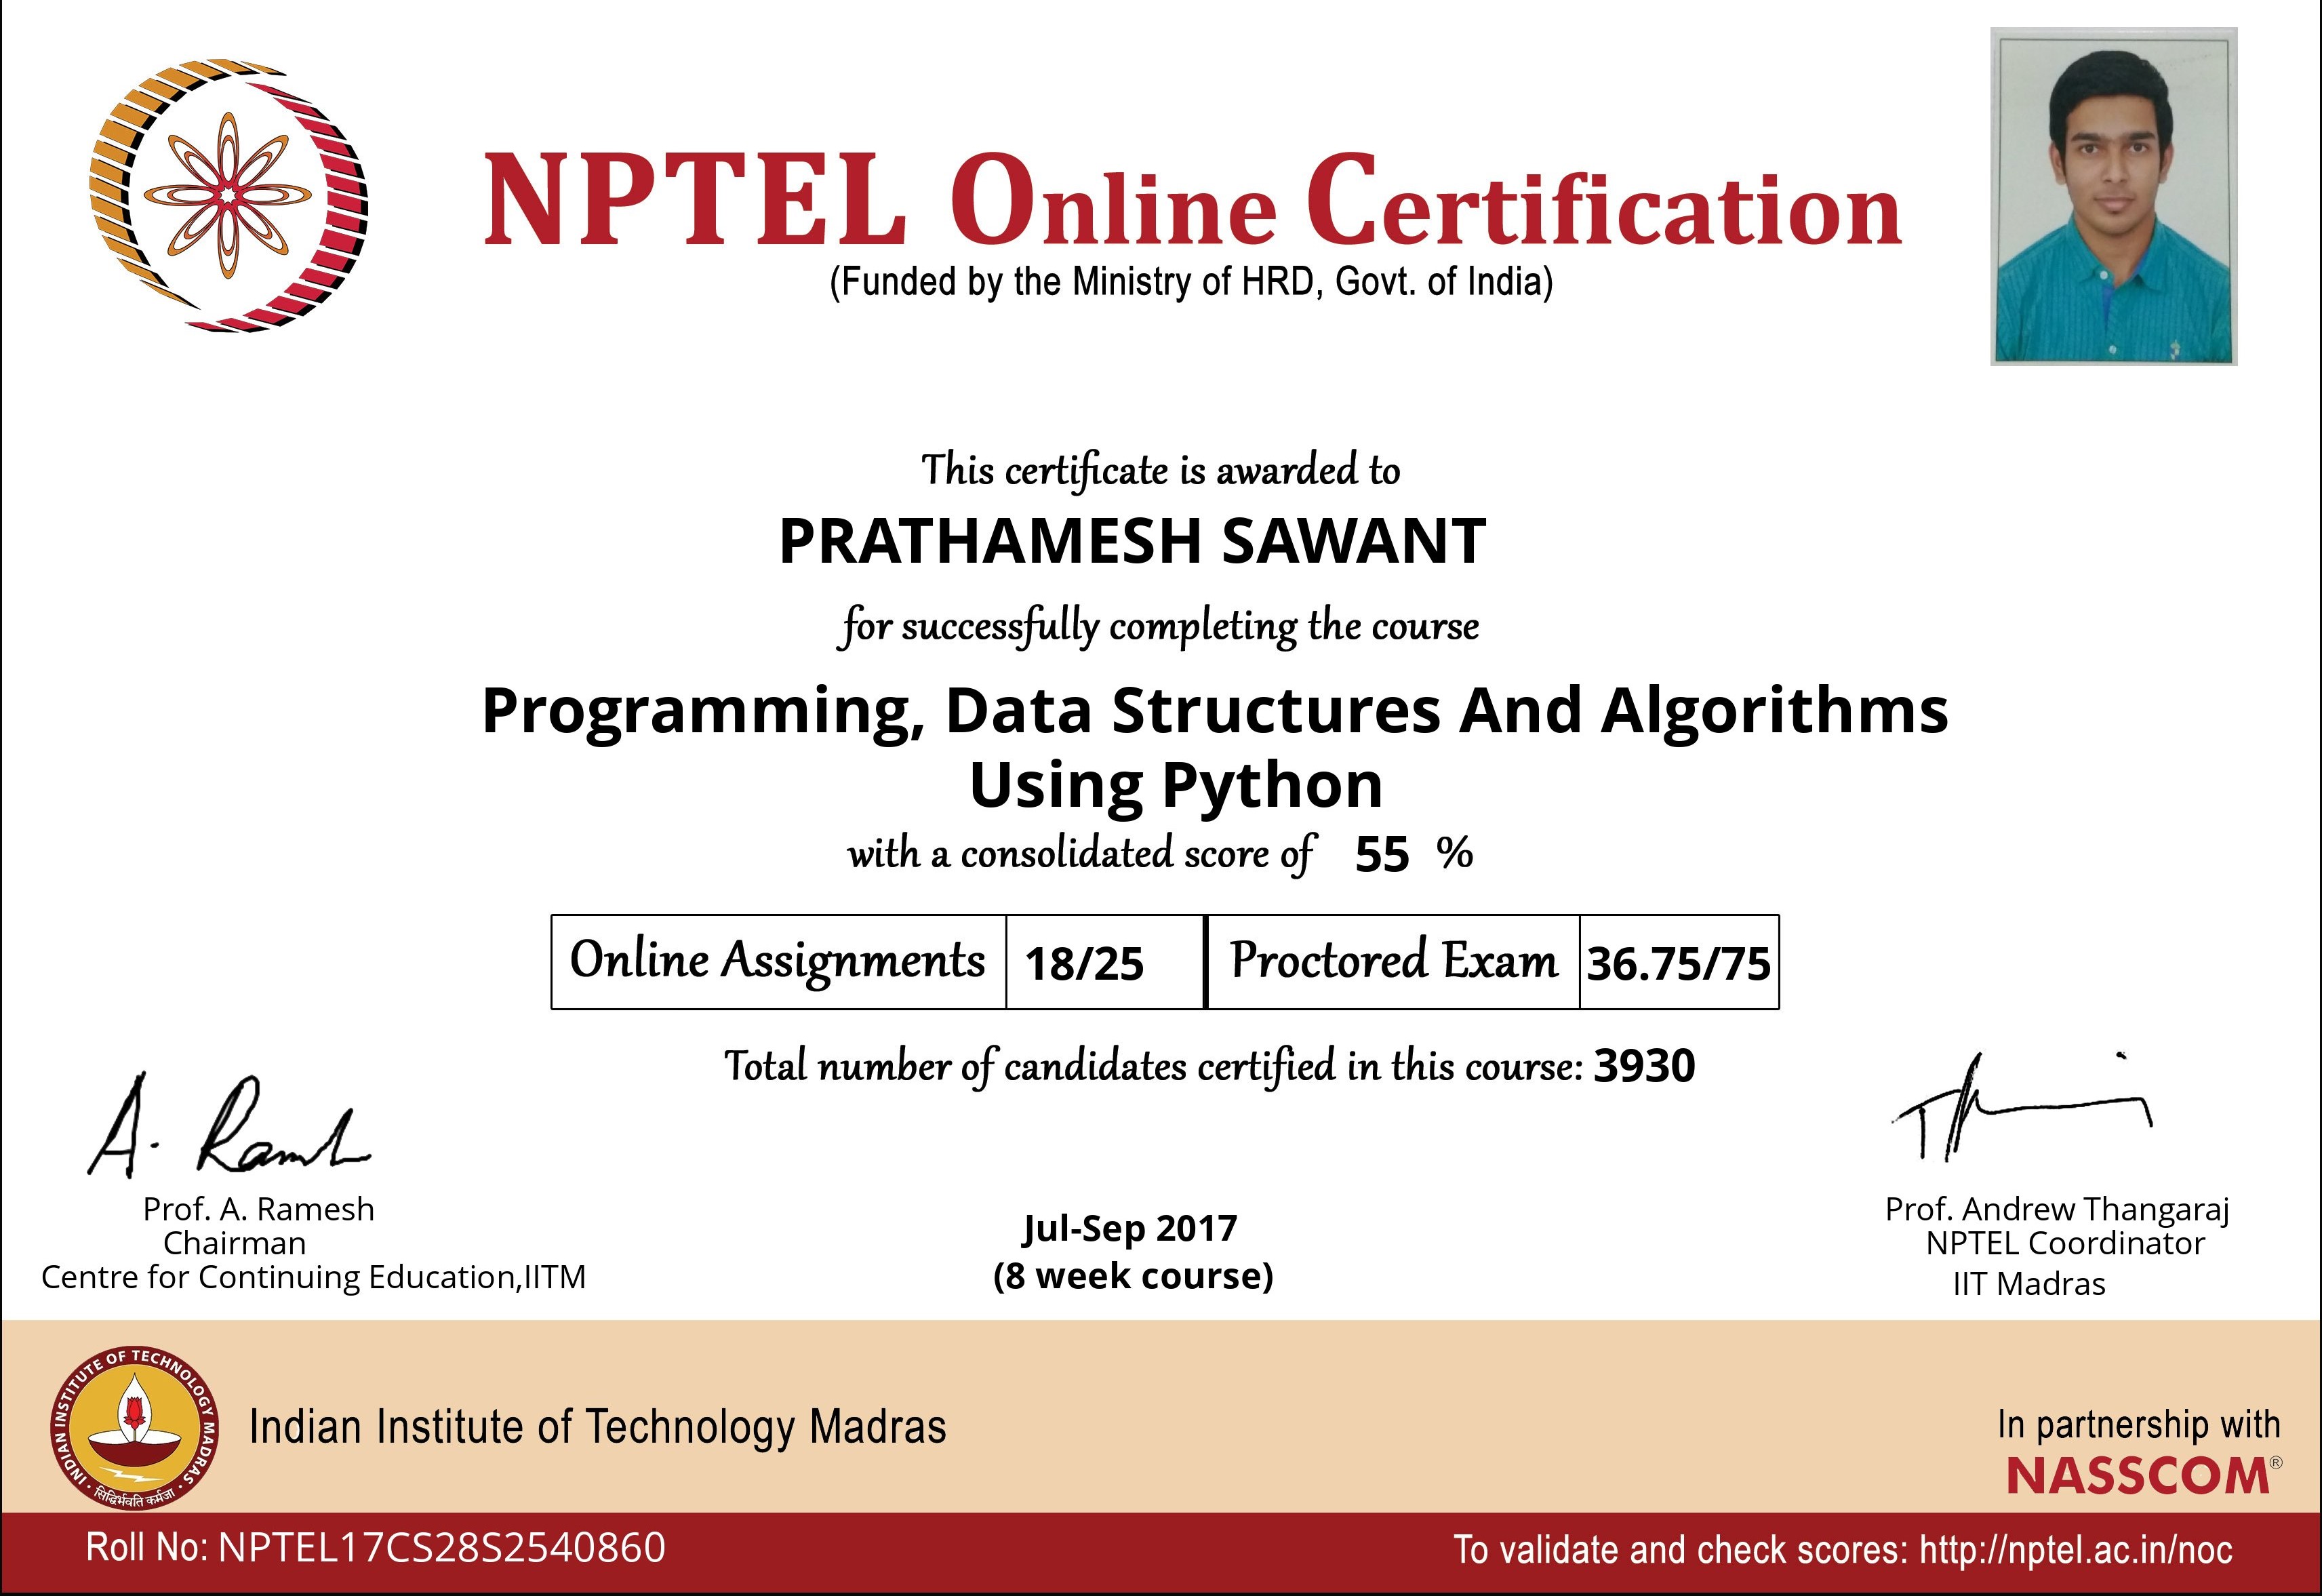 NPTEL Online Certification
(Funded by the Ministry of HRD, Govt. of India)
This certificate is awarded to
PRATHAMESH SAWANT
for successfully completing the course
Programming, Data Structures And Algorithms
Using Python
with a consolidated score of 55 %
Online Assignments 18/25 Proctored Exam 36.75/75
Total number of candidates certified in this course: 3930
A. Ramesh
Prof. A. Ramesh
Chairman
Centre for Continuing Education,IITM
Jul-Sep 2017
(8 week course)
Prof. Andrew Thangaraj
NPTEL Coordinator
IIT Madras
INDIAN INSTITUTE OF TECHNOLOGY MADRAS
सिद्धिर्भवति कर्मजा
Indian Institute of Technology Madras
In partnership with
NASSCOM®
Roll No: NPTEL17CS28S2540860
To validate and check scores: http://nptel.ac.in/noc